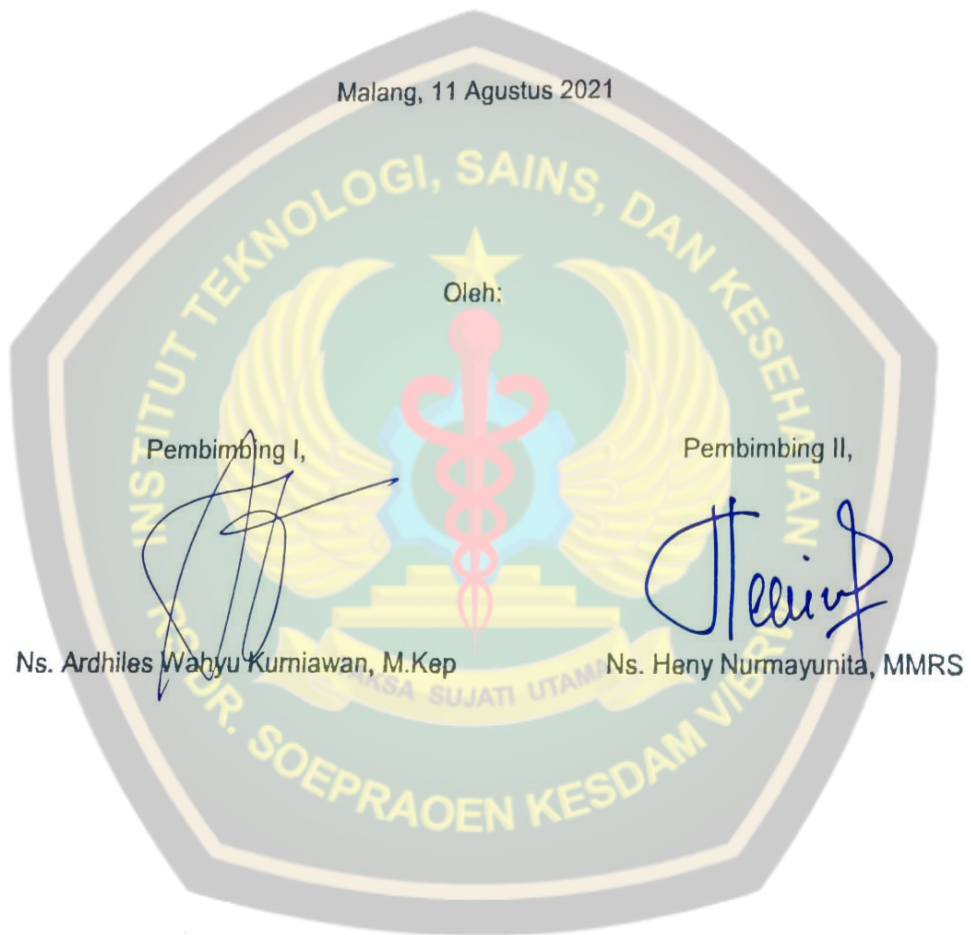 Malang, 11 Agustus 2021
INSTITUT TEKNOLOGI, SAINS, DAN KESEHATAN
Oleh:
Pembimbing I,
Pembimbing II,
Ns. Ardhiles Wahyu Kurniawan, M.Kep
Ns. Heny Nurmayunita, MMRS
SUJATI UTAMA
DR. SOEPRAOEN KESDAM V/BRW